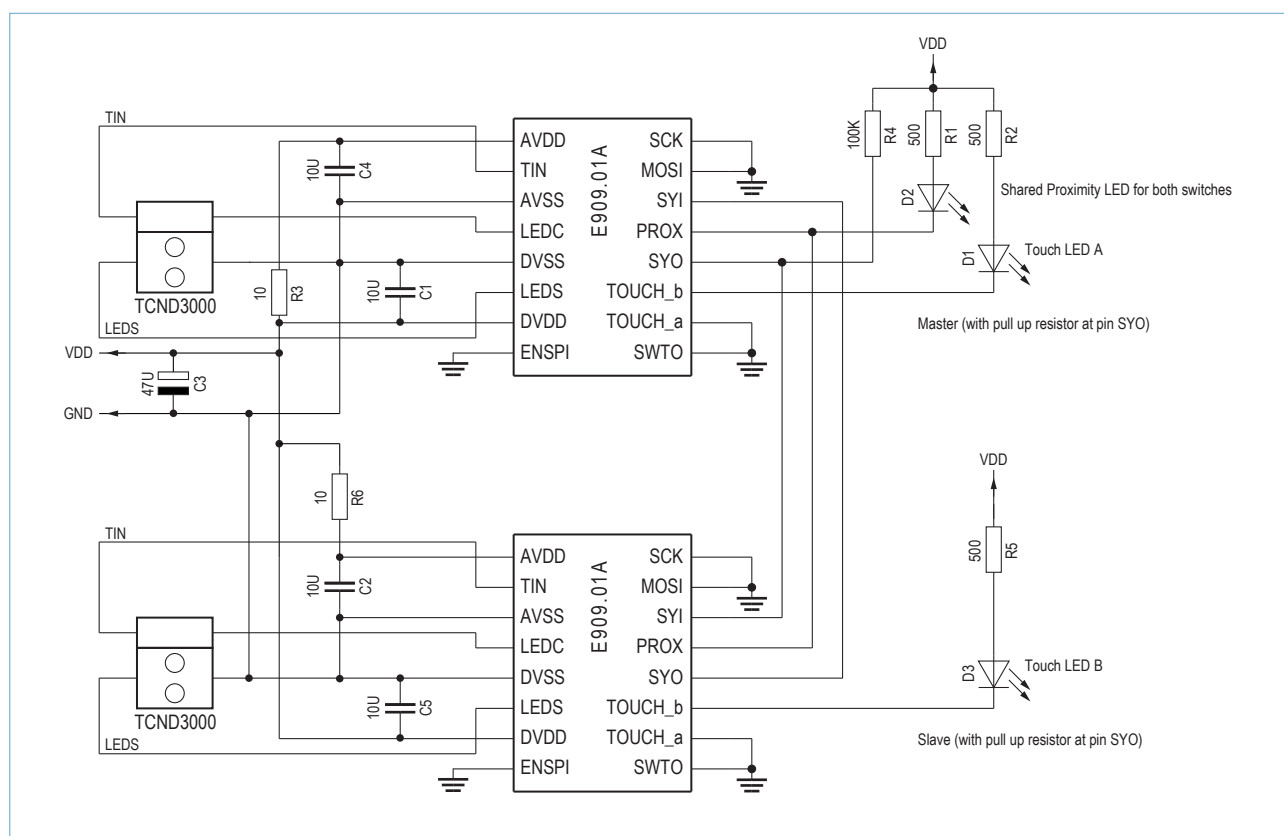 VDD
TIN
10U
C4
AVDD
TIN
AVSS
LEDC
DVSS
LEDS
DVDD
ENSPI
E909.01A
SCK
MOSI
SYI
PROX
SYO
TOUCH_b
TOUCH_a
SWTO
100K
R4
500
R1
500
R2
D2
Shared Proximity LED for both switches
D1
Touch LED A
Master (with pull up resistor at pin SYO)
TCND3000
LEDS
10
R3
10U
C1
VDD
47U
C3
GND
10
R6
TIN
10U
C2
AVDD
TIN
AVSS
LEDC
DVSS
LEDS
DVDD
ENSPI
E909.01A
SCK
MOSI
SYI
PROX
SYO
TOUCH_b
TOUCH_a
SWTO
VDD
500
R5
D3
Touch LED B
Slave (with pull up resistor at pin SYO)
TCND3000
LEDS
10U
C5